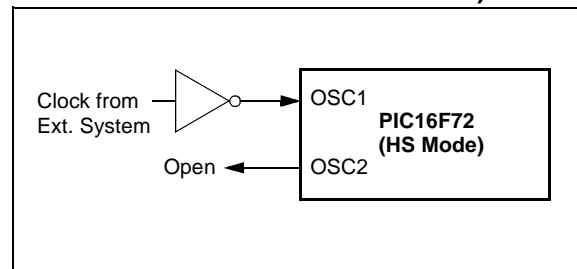 Clock from
Ext. System
OSC1
PIC16F72
(HS Mode)
Open
OSC2